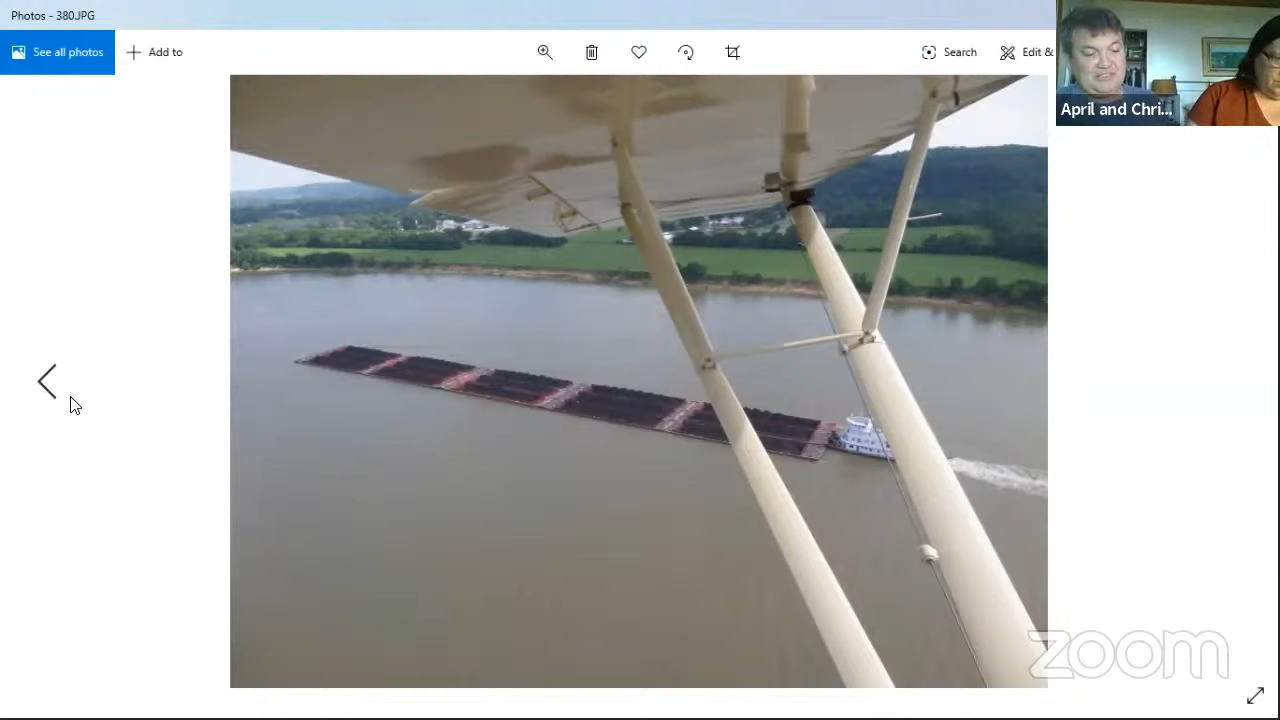 Photos - 380.JPG
See all photos
Add to
Search
Edit &
April and Chri...
zoom